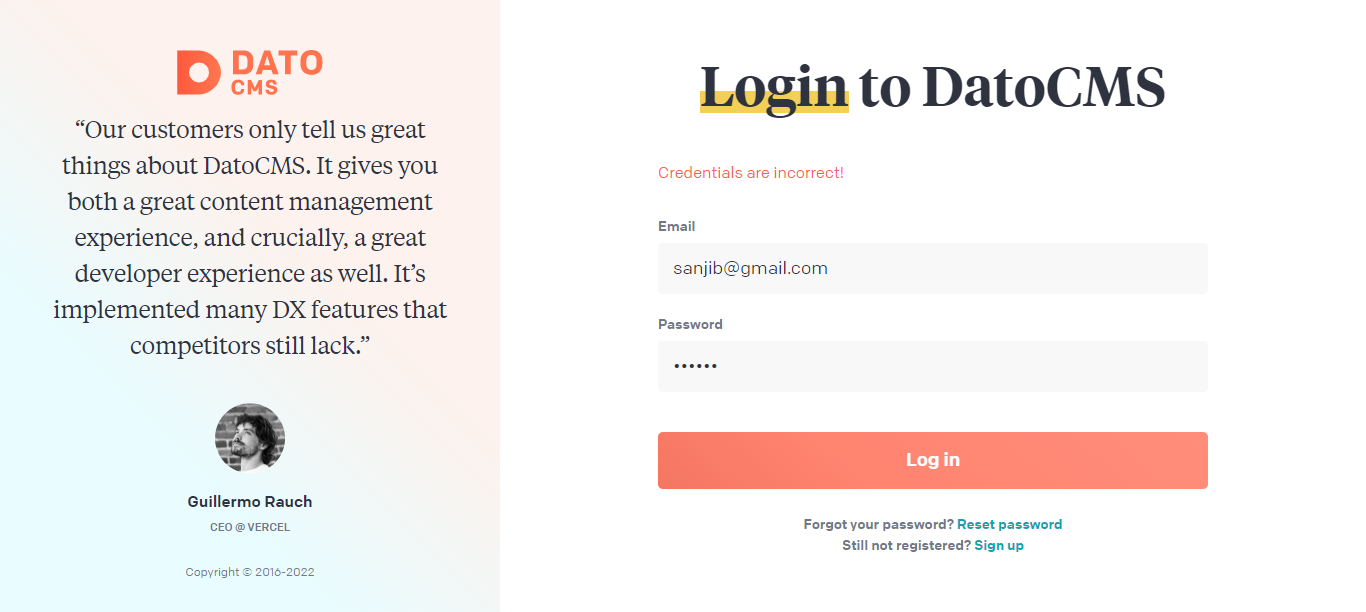 DATO
CMS
“Our customers only tell us great
things about DatoCMS. It gives you
both a great content management
experience, and crucially, a great
developer experience as well. It’s
implemented many DX features that
competitors still lack.”
Guillermo Rauch
CEO @ VERCEL
Copyright © 2016-2022
Login to DatoCMS
Credentials are incorrect!
Email
sanjib@gmail.com
Password
••••••
Log in
Forgot your password? Reset password
Still not registered? Sign up